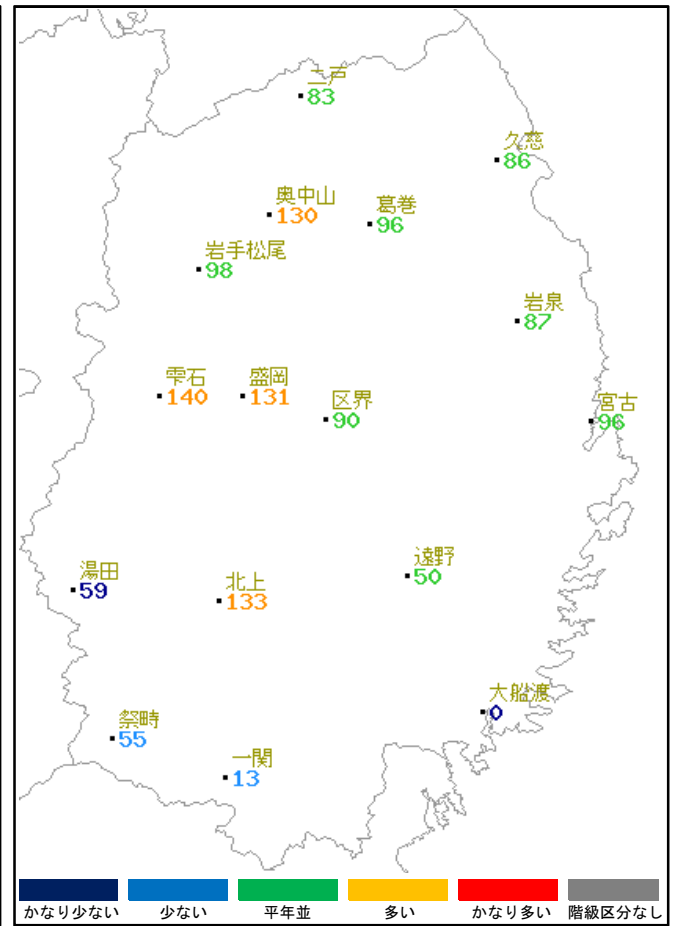 二戸
83
久慈
86
奥中山
130
葛巻
96
岩手松尾
98
岩泉
87
雫石
140
盛岡
131
区界
90
宮古
96
遠野
50
湯田
59
北上
133
大船渡
0
祭畤
55
一関
13
かなり少ない 少ない 平年並 多い かなり多い 階級区分なし